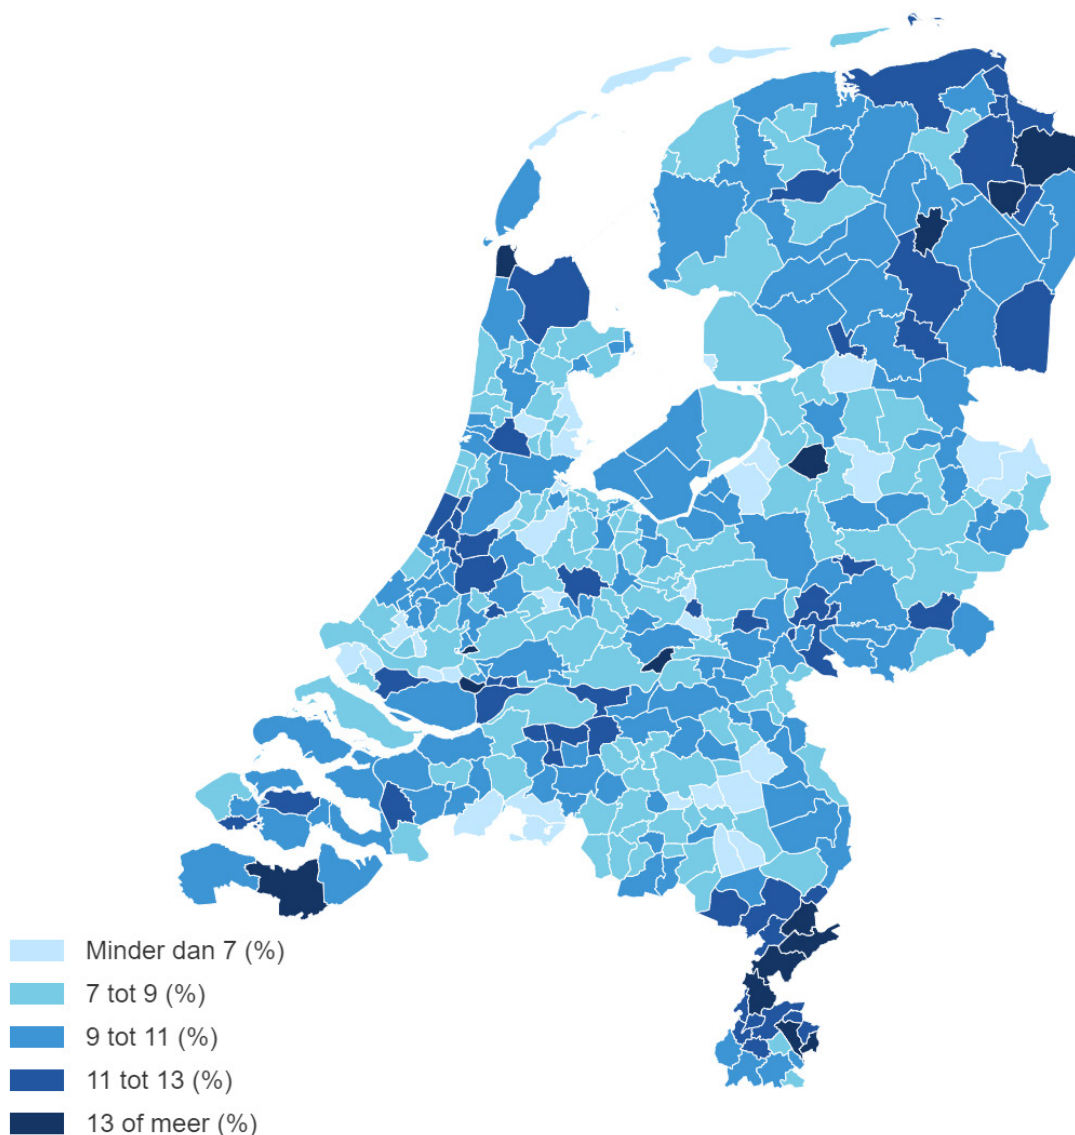 Minder dan 7 (%)
7 tot 9 (%)
9 tot 11 (%)
11 tot 13 (%)
13 of meer (%)